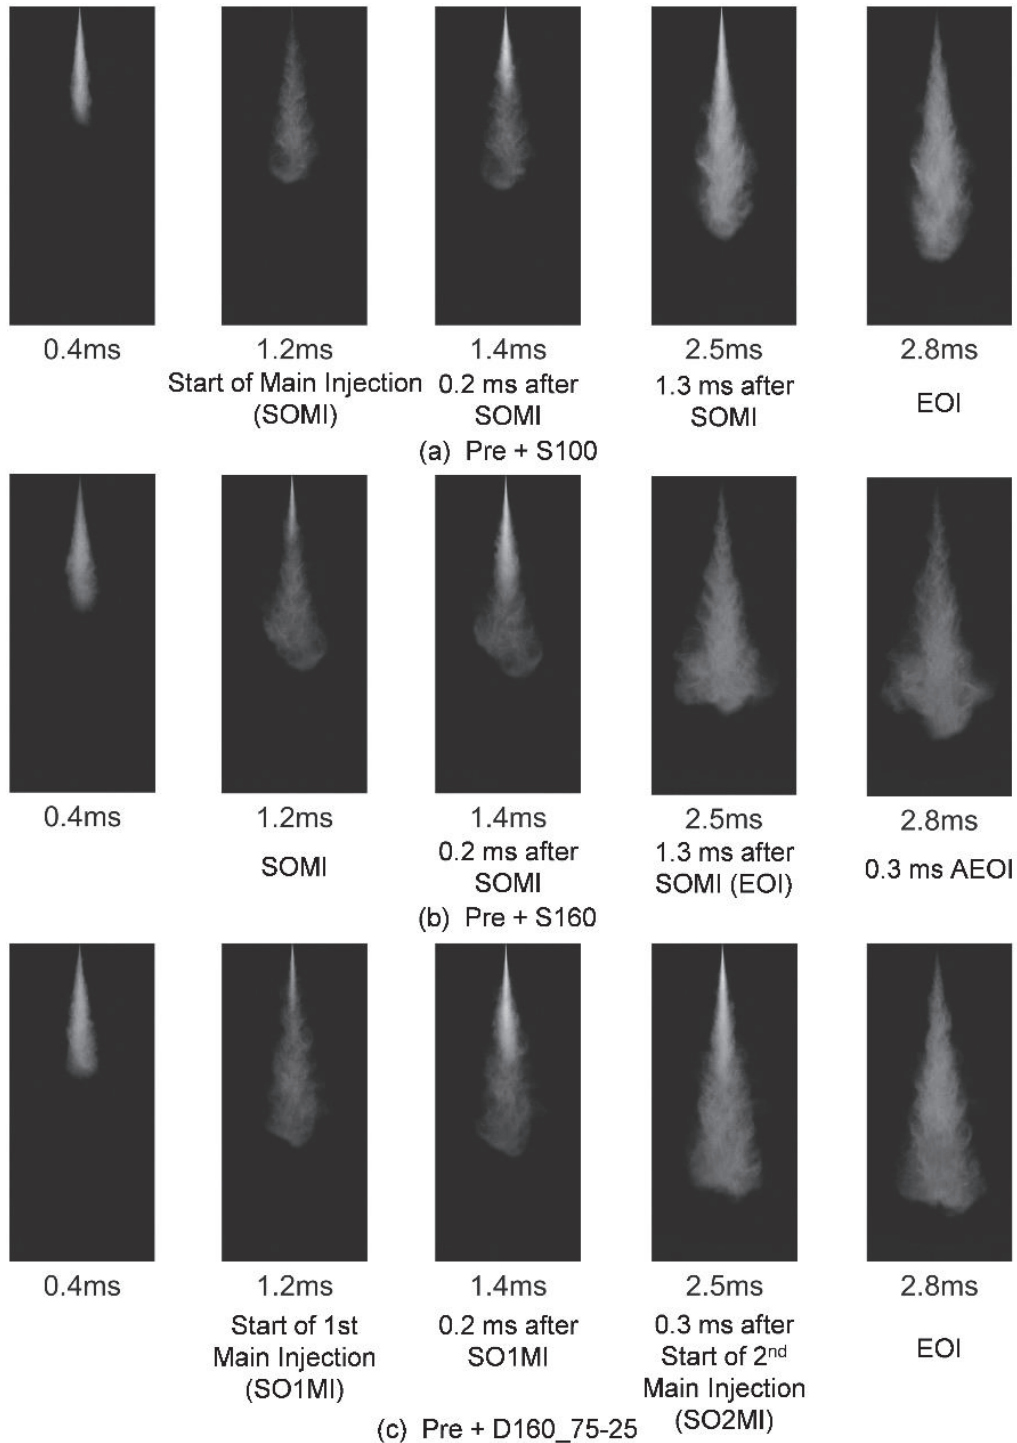 0.4ms 1.2ms 1.4ms 2.5ms 2.8ms
Start of Main Injection 0.2 ms after 1.3 ms after EOI
(SOMI) SOMI SOMI
(a) Pre + S100
0.4ms 1.2ms 1.4ms 2.5ms 2.8ms
SOMI 0.2 ms after 1.3 ms after 0.3 ms AEOI
SOMI SOMI (EOI)
(b) Pre + S160
0.4ms 1.2ms 1.4ms 2.5ms 2.8ms
Start of 1st 0.2 ms after 0.3 ms after EOI
Main Injection SO1MI Start of 2nd
(SO1MI) Main Injection
(SO2MI)
(c) Pre + D160_75-25